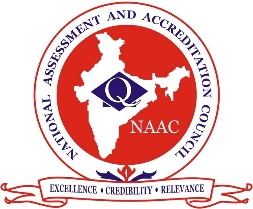 NATIONAL ASSESSMENT AND ACCREDITATION COUNCIL
Q
NAAC
EXCELLENCE • CREDIBILITY • RELEVANCE